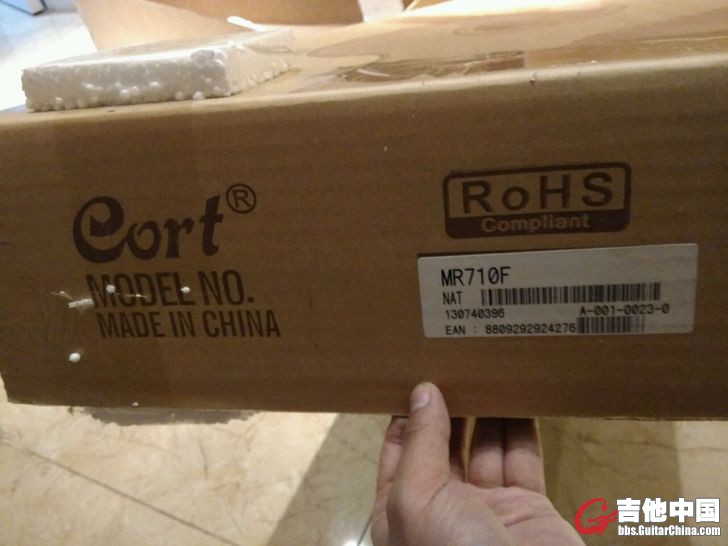 Cort®
MODEL NO.
MADE IN CHINA
RoHS
Compliant
MR710F
NAT
130740396 A-001-0023-0
EAN : 8809292924276
吉他中国
bbs.GuitarChina.com